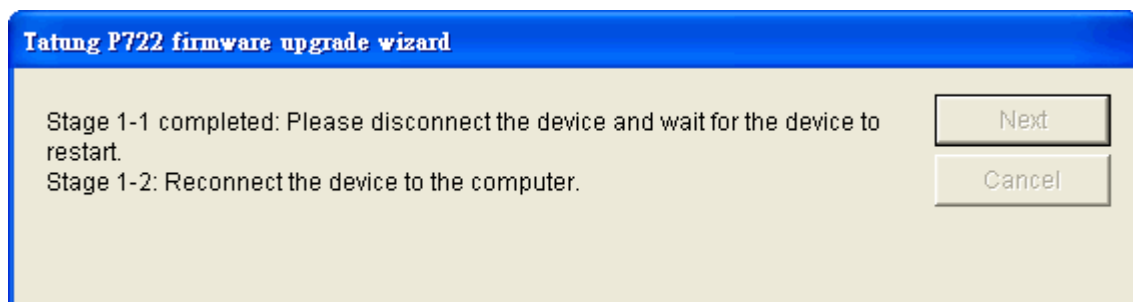 Tatung P722 firmware upgrade wizard
Stage 1-1 completed: Please disconnect the device and wait for the device to
restart.
Stage 1-2: Reconnect the device to the computer.
Next
Cancel